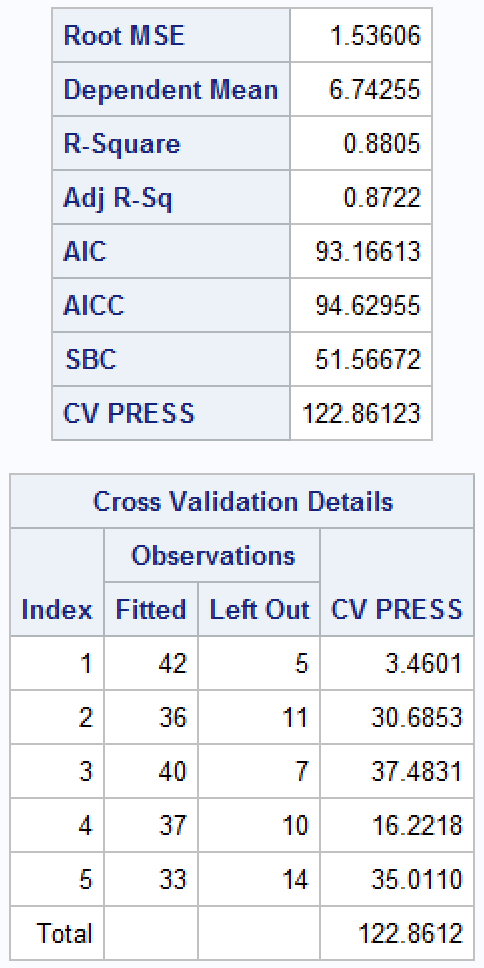 Root MSE 1.53606
Dependent Mean 6.74255
R-Square 0.8805
Adj R-Sq 0.8722
AIC 93.16613
AICC 94.62955
SBC 51.56672
CV PRESS 122.86123
Cross Validation Details
Observations
Index Fitted Left Out CV PRESS
1 42 5 3.4601
2 36 11 30.6853
3 40 7 37.4831
4 37 10 16.2218
5 33 14 35.0110
Total 122.8612